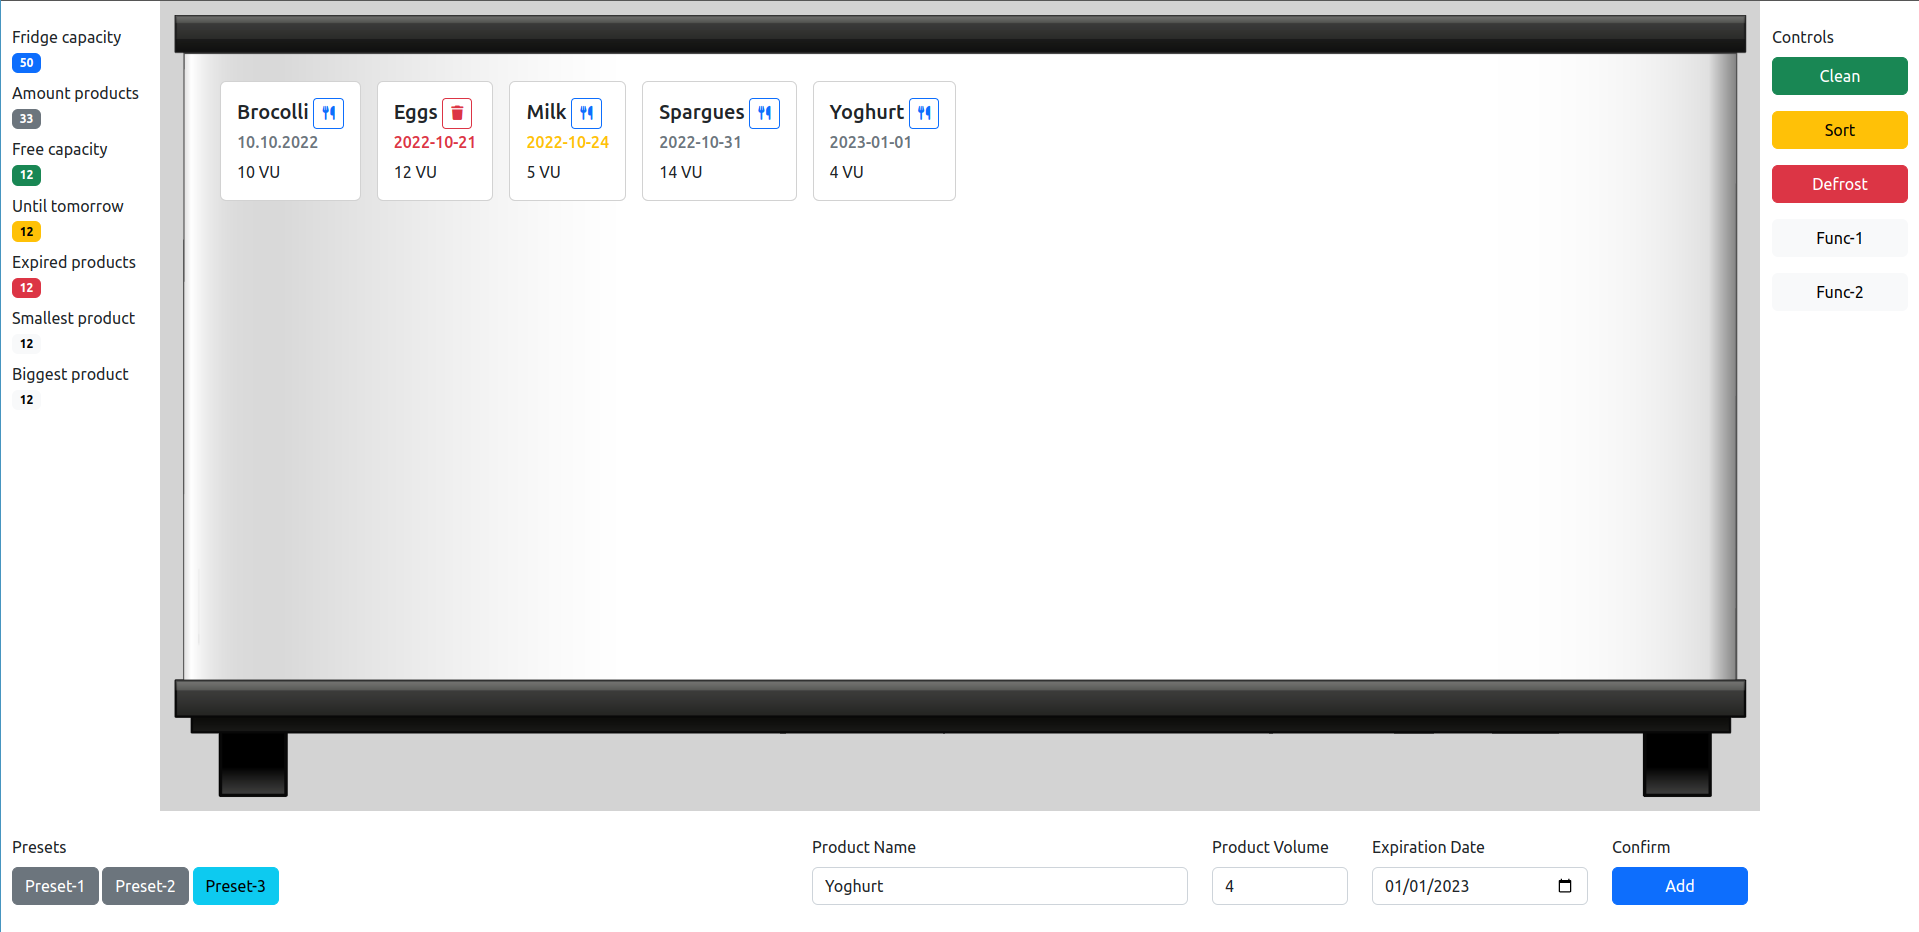 Fridge capacity
50
Amount products
33
Free capacity
12
Until tomorrow
12
Expired products
12
Smallest product
12
Biggest product
12
Brocolli
10.10.2022
10 VU
Eggs
2022-10-21
12 VU
Milk
2022-10-24
5 VU
Spargues
2022-10-31
14 VU
Yoghurt
2023-01-01
4 VU
Controls
Clean
Sort
Defrost
Func-1
Func-2
Presets
Preset-1 Preset-2 Preset-3
Product Name
Yoghurt
Product Volume
4
Expiration Date
01/01/2023
Confirm
Add